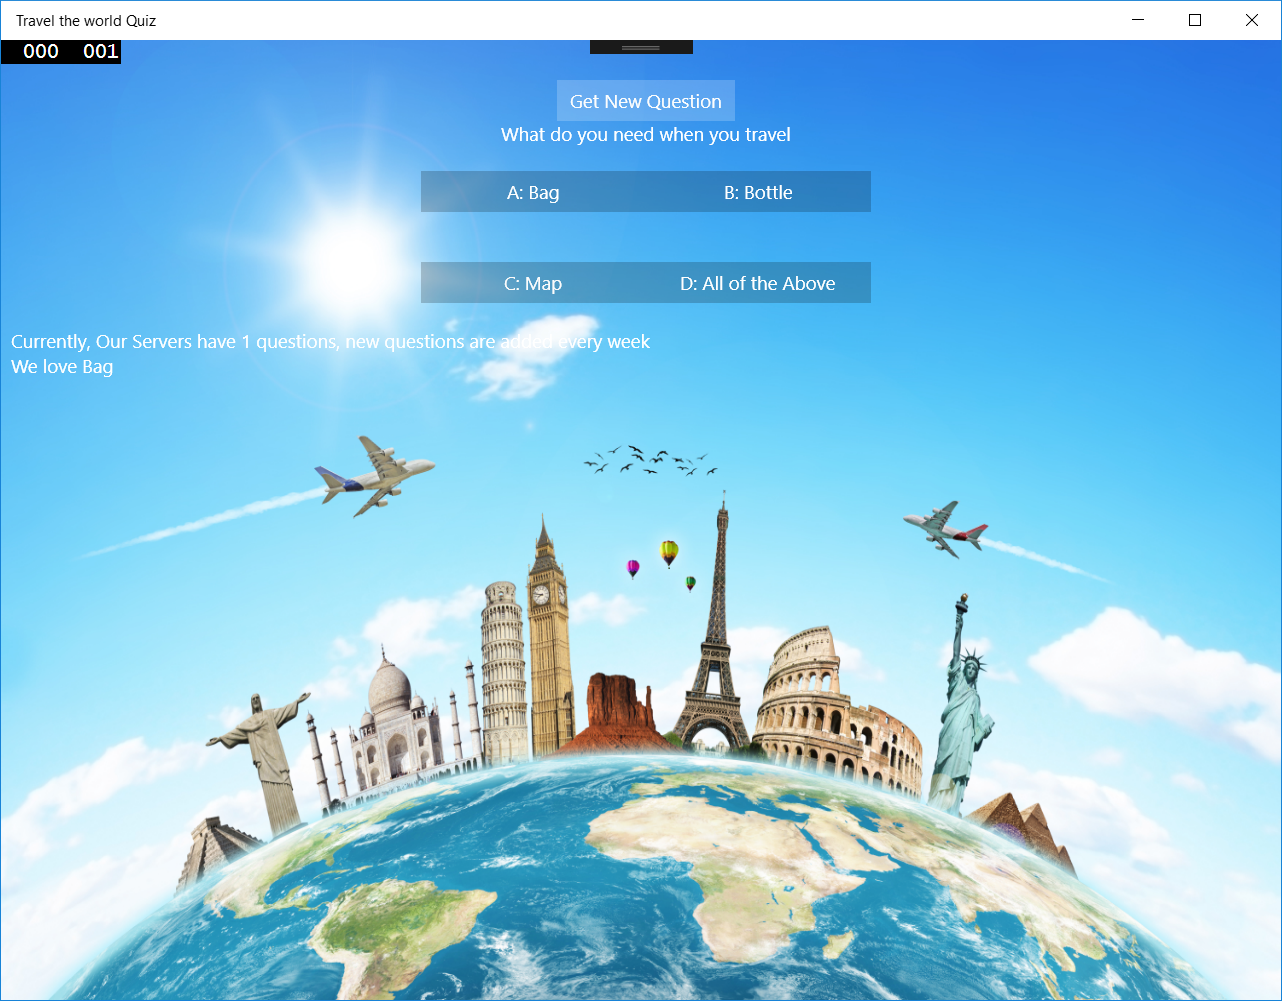 Travel the world Quiz
000 001
Get New Question
What do you need when you travel
A: Bag B: Bottle
C: Map D: All of the Above
Currently, Our Servers have 1 questions, new questions are added every week
We love Bag